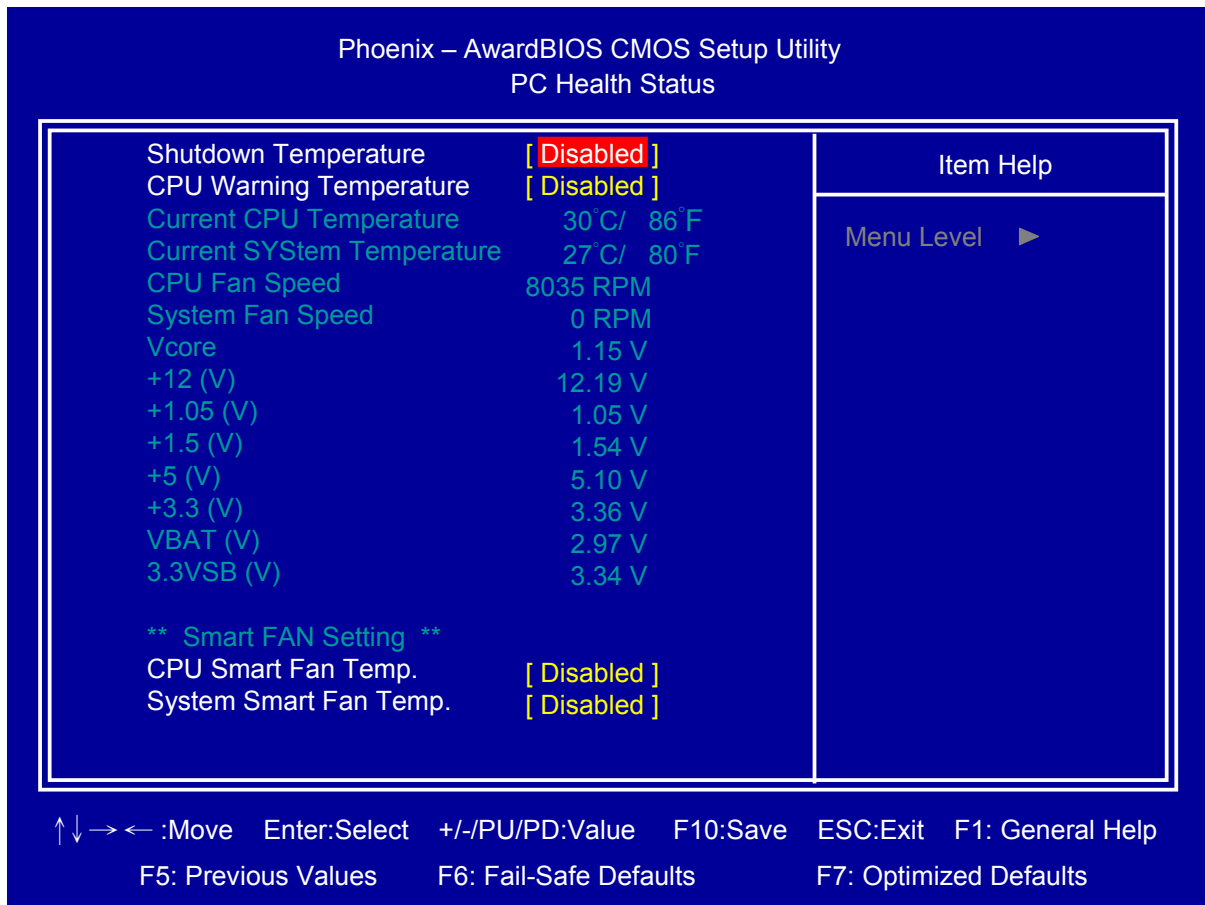 Phoenix – AwardBIOS CMOS Setup Utility
PC Health Status
Shutdown Temperature [ Disabled ]
CPU Warning Temperature [ Disabled ]
Current CPU Temperature 30°C/ 86°F
Current SYStem Temperature 27°C/ 80°F
CPU Fan Speed 8035 RPM
System Fan Speed 0 RPM
Vcore 1.15 V
+12 (V) 12.19 V
+1.05 (V) 1.05 V
+1.5 (V) 1.54 V
+5 (V) 5.10 V
+3.3 (V) 3.36 V
VBAT (V) 2.97 V
3.3VSB (V) 3.34 V
** Smart FAN Setting **
CPU Smart Fan Temp. [ Disabled ]
System Smart Fan Temp. [ Disabled ]
Item Help
Menu Level ►
↑↓→←:Move Enter:Select +/-/PU/PD:Value F10:Save ESC:Exit F1: General Help
F5: Previous Values F6: Fail-Safe Defaults F7: Optimized Defaults